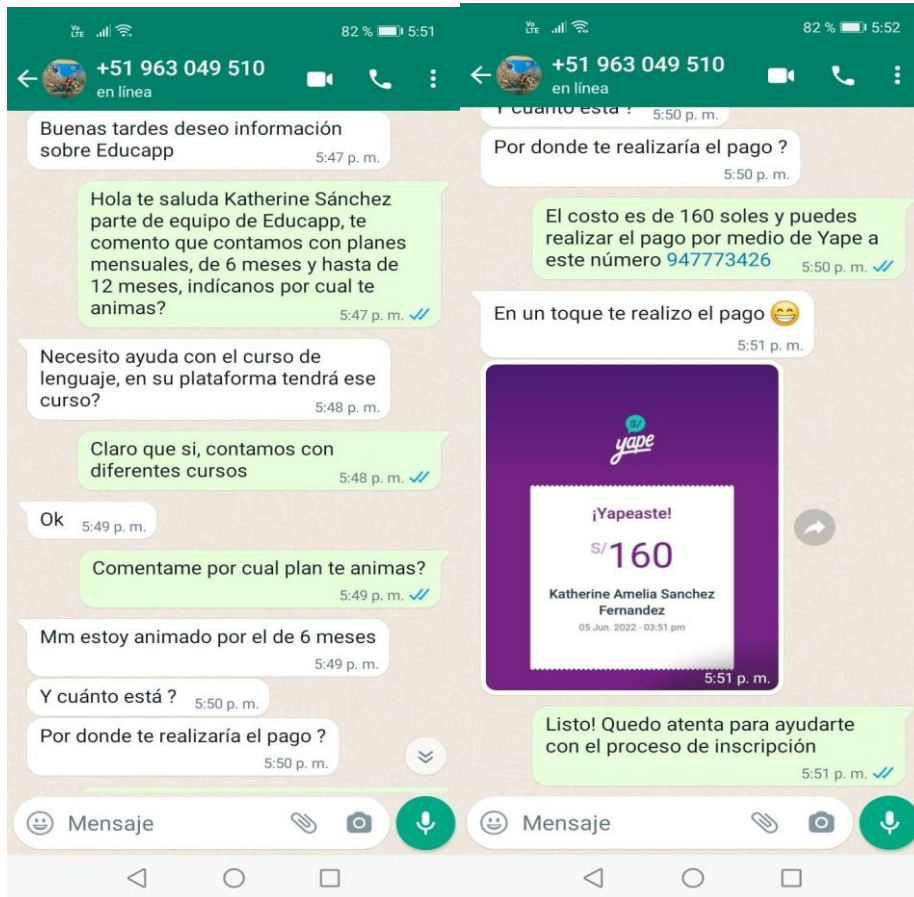 Vo
LTE
82 % 5:51
+51 963 049 510
en línea
Buenas tardes deseo información
sobre Educapp
5:47 p. m.
Hola te saluda Katherine Sánchez
parte de equipo de Educapp, te
comento que contamos con planes
mensuales, de 6 meses y hasta de
12 meses, indícanos por cual te
animas?
5:47 p. m.
Necesito ayuda con el curso de
lenguaje, en su plataforma tendrá ese
curso?
5:48 p. m.
Claro que si, contamos con
diferentes cursos
5:48 p. m.
Ok 5:49 p. m.
Comentame por cual plan te animas?
5:49 p. m.
Mm estoy animado por el de 6 meses
5:49 p. m.
Y cuánto está ? 5:50 p. m.
Por donde te realizaría el pago ?
5:50 p. m.
Mensaje
Vo
LTE
82 % 5:52
+51 963 049 510
en línea
Y cuánto está ? 5:50 p. m.
Por donde te realizaría el pago ?
5:50 p. m.
El costo es de 160 soles y puedes
realizar el pago por medio de Yape a
este número 947773426 5:50 p. m.
En un toque te realizo el pago 😁
5:51 p. m.
S/
yape
¡Yapeaste!
S/160
Katherine Amelia Sanchez
Fernandez
05 Jun. 2022 - 03:51 pm
5:51 p. m.
Listo! Quedo atenta para ayudarte
con el proceso de inscripción
5:51 p. m.
Mensaje